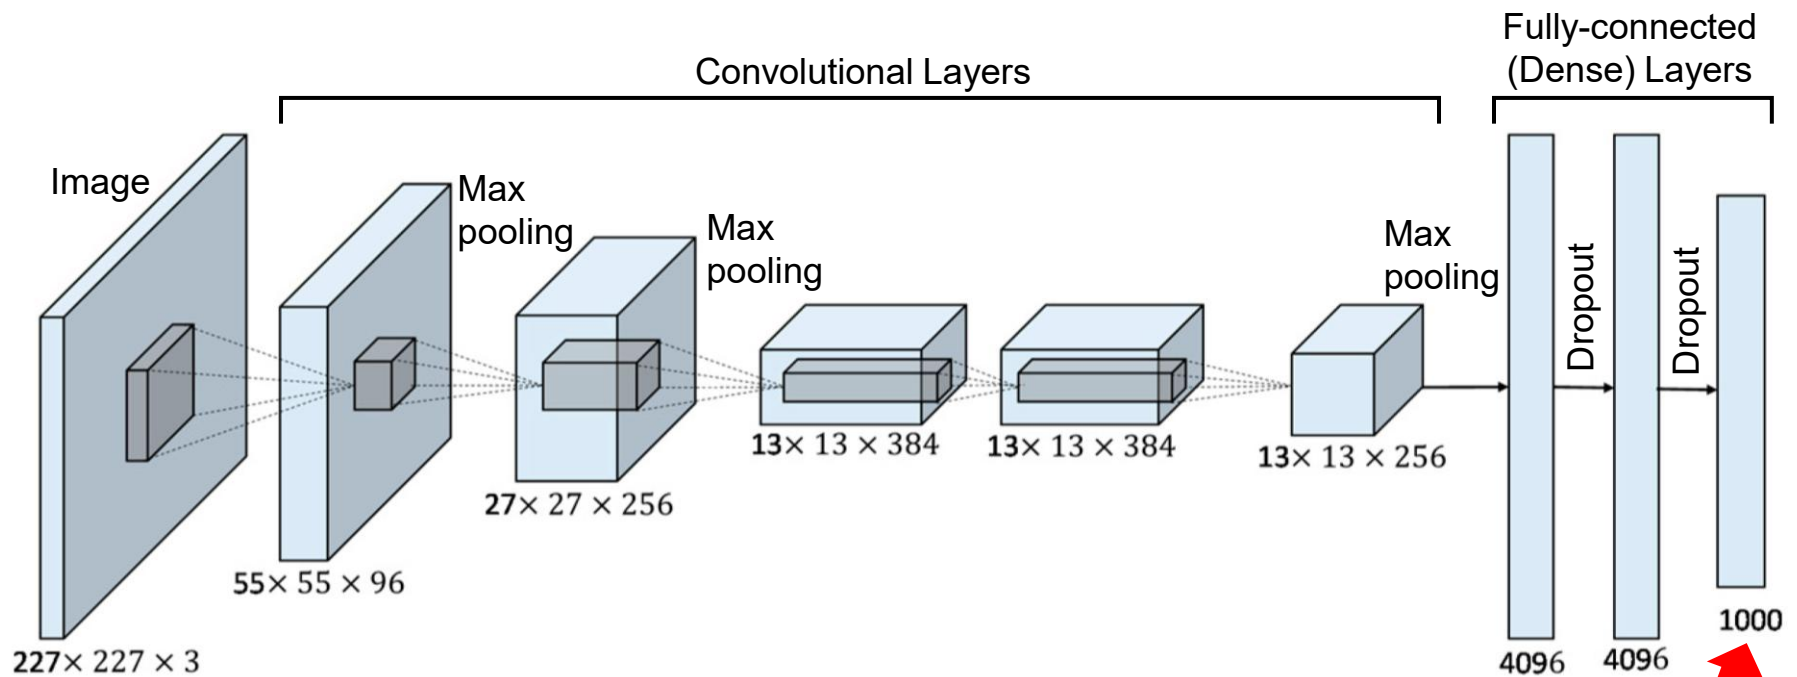 Fully-connected
(Dense) Layers
Convolutional Layers
Image
Max
pooling
Max
pooling
Max
pooling
Dropout
Dropout
13× 13 × 384
13× 13 × 384
13× 13 × 256
27× 27 × 256
55× 55 × 96
227× 227 × 3
4096
4096
1000